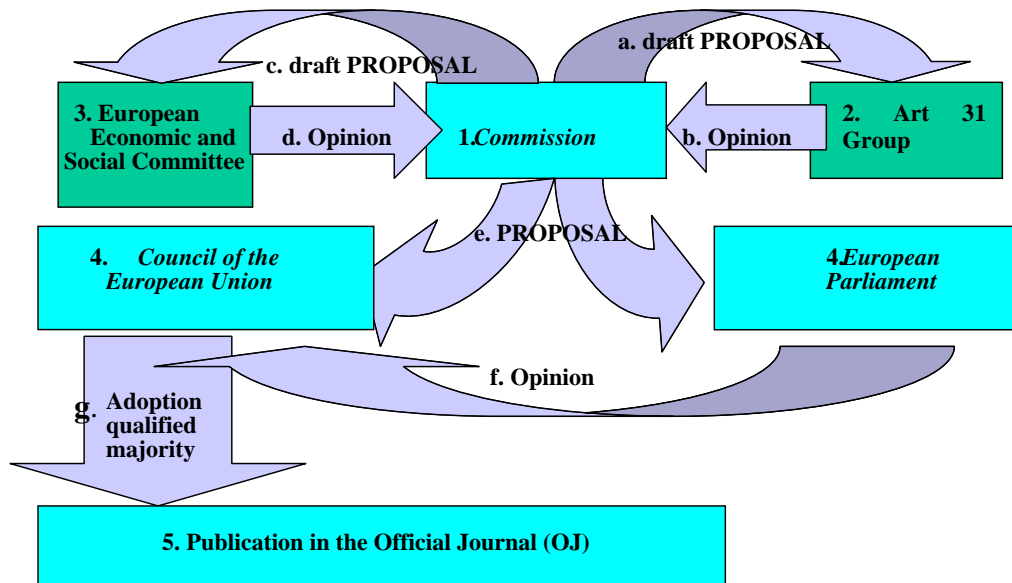 a. draft PROPOSAL
c. draft PROPOSAL
3. European
Economic and
Social Committee
d. Opinion
1.Commission
b. Opinion
2. Art 31
Group
4. Council of the
European Union
e. PROPOSAL
4.European
Parliament
f. Opinion
g. Adoption
qualified
majority
5. Publication in the Official Journal (OJ)